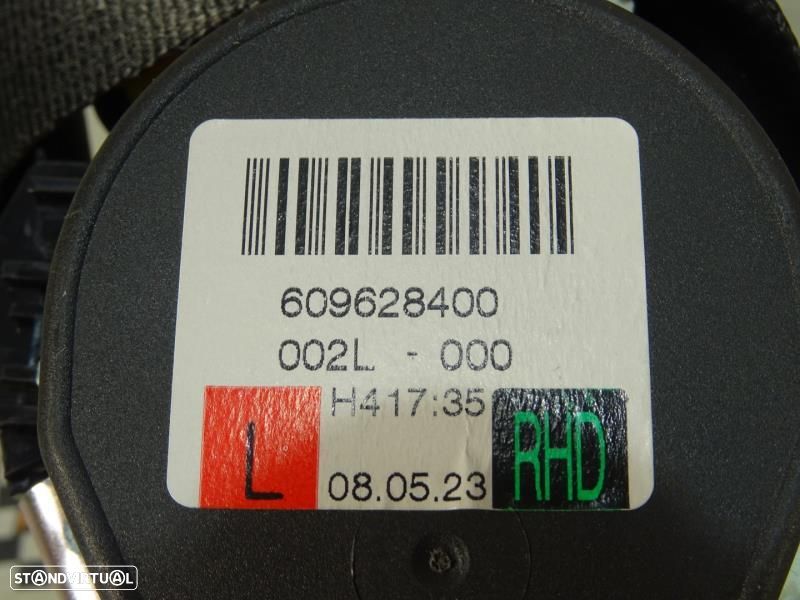 609628400
002L - 000
H417:35
L 08.05.23 RHD
STANDVIRTUAL